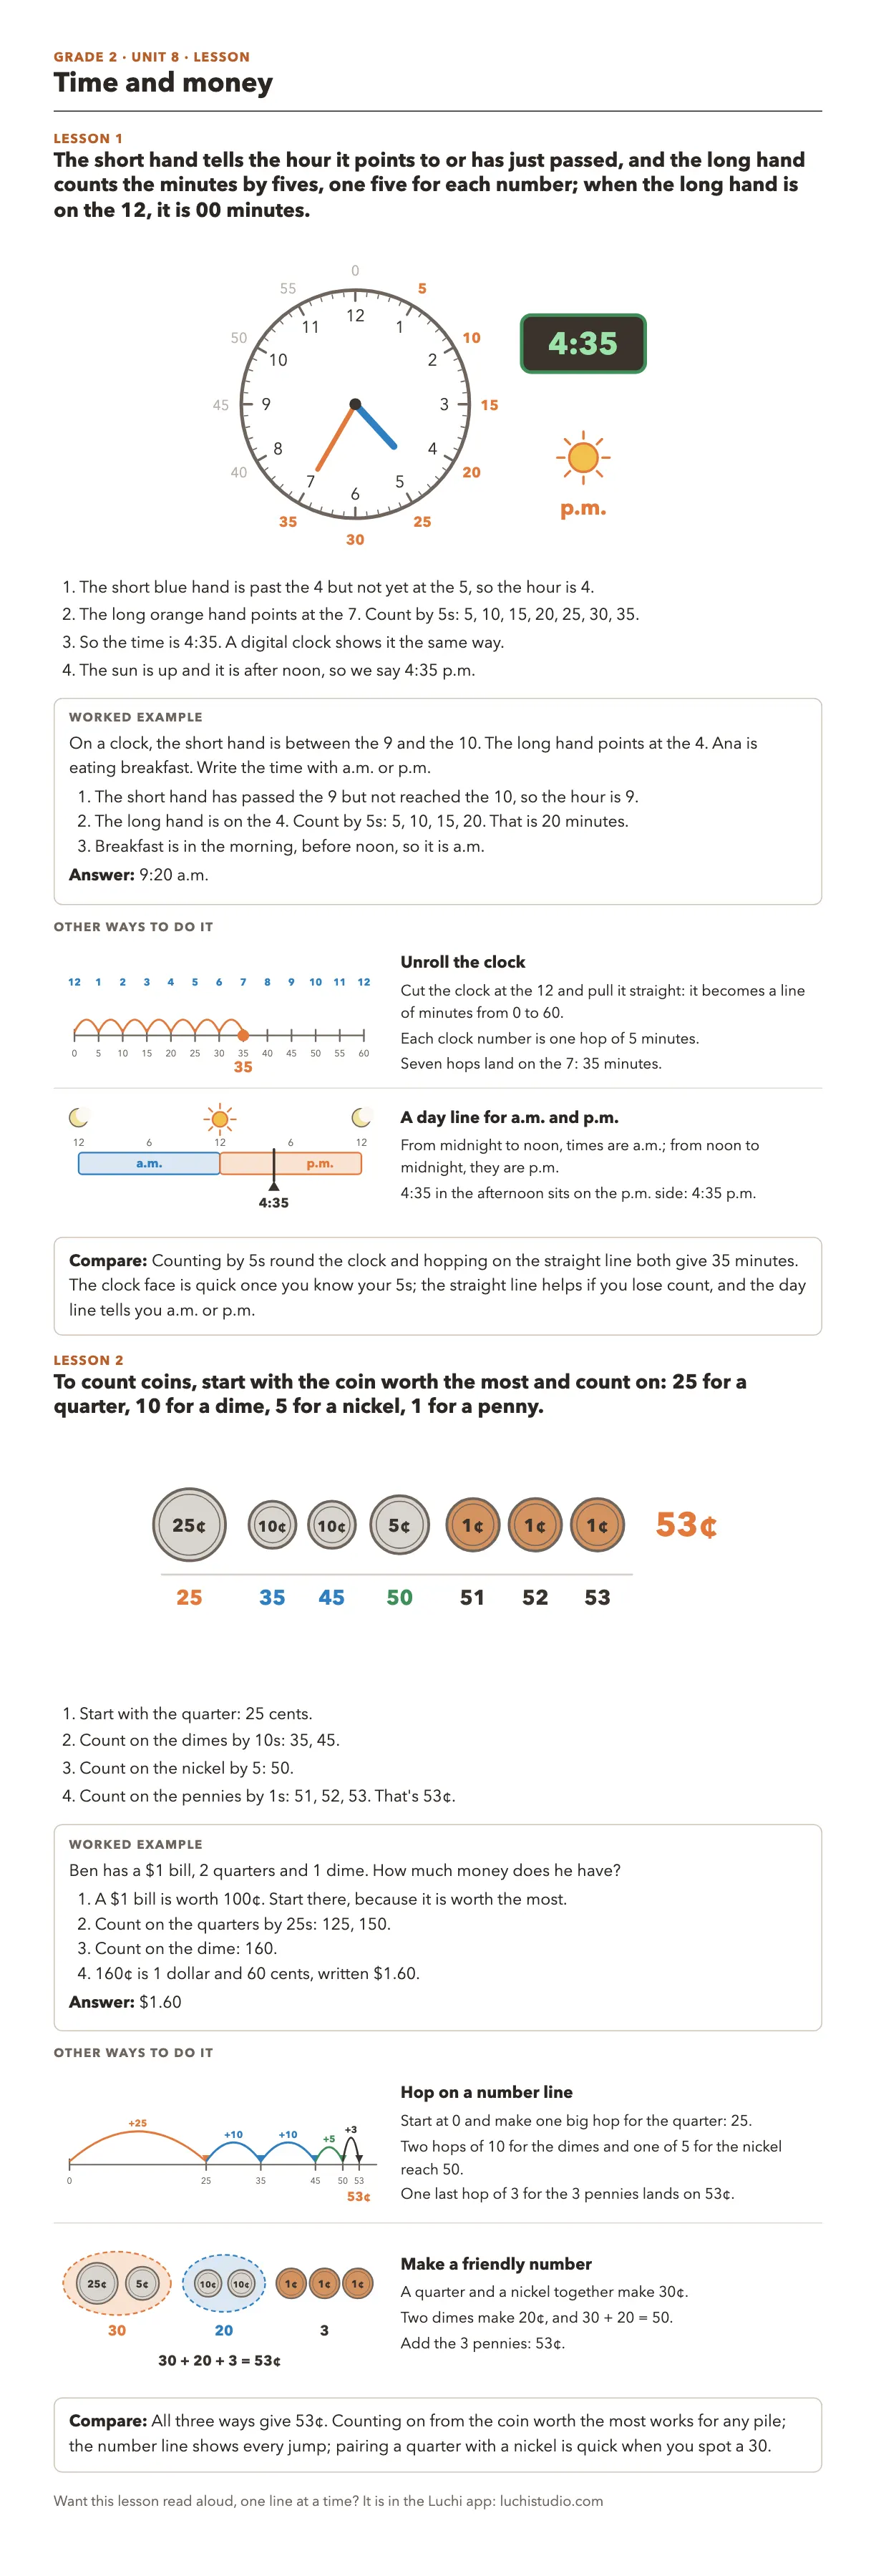 GRADE 2 · UNIT 8 · LESSON
Time and money
LESSON 1
The short hand tells the hour it points to or has just passed, and the long hand
counts the minutes by fives, one five for each number; when the long hand is
on the 12, it is 00 minutes.
0
55 5
12
11 1
50 10
10 2
4:35
45 9 3 15
8 4
40 20
7 5
6
p.m.
35 25
30
1. The short blue hand is past the 4 but not yet at the 5, so the hour is 4.
2. The long orange hand points at the 7. Count by 5s: 5, 10, 15, 20, 25, 30, 35.
3. So the time is 4:35. A digital clock shows it the same way.
4. The sun is up and it is after noon, so we say 4:35 p.m.
WORKED EXAMPLE
On a clock, the short hand is between the 9 and the 10. The long hand points at the 4. Ana is
eating breakfast. Write the time with a.m. or p.m.
1. The short hand has passed the 9 but not reached the 10, so the hour is 9.
2. The long hand is on the 4. Count by 5s: 5, 10, 15, 20. That is 20 minutes.
3. Breakfast is in the morning, before noon, so it is a.m.
Answer: 9:20 a.m.
OTHER WAYS TO DO IT
12 1 2 3 4 5 6 7 8 9 10 11 12
0 5 10 15 20 25 30 35 40 45 50 55 60
35
Unroll the clock
Cut the clock at the 12 and pull it straight: it becomes a line
of minutes from 0 to 60.
Each clock number is one hop of 5 minutes.
Seven hops land on the 7: 35 minutes.
12 6 12 6 12
a.m. p.m.
4:35
A day line for a.m. and p.m.
From midnight to noon, times are a.m.; from noon to
midnight, they are p.m.
4:35 in the afternoon sits on the p.m. side: 4:35 p.m.
Compare: Counting by 5s round the clock and hopping on the straight line both give 35 minutes.
The clock face is quick once you know your 5s; the straight line helps if you lose count, and the day
line tells you a.m. or p.m.
LESSON 2
To count coins, start with the coin worth the most and count on: 25 for a
quarter, 10 for a dime, 5 for a nickel, 1 for a penny.
25¢ 10¢ 10¢ 5¢ 1¢ 1¢ 1¢ 53¢
25 35 45 50 51 52 53
1. Start with the quarter: 25 cents.
2. Count on the dimes by 10s: 35, 45.
3. Count on the nickel by 5: 50.
4. Count on the pennies by 1s: 51, 52, 53. That's 53¢.
WORKED EXAMPLE
Ben has a $1 bill, 2 quarters and 1 dime. How much money does he have?
1. A $1 bill is worth 100¢. Start there, because it is worth the most.
2. Count on the quarters by 25s: 125, 150.
3. Count on the dime: 160.
4. 160¢ is 1 dollar and 60 cents, written $1.60.
Answer: $1.60
OTHER WAYS TO DO IT
+25 +10 +10 +5 +3
0 25 35 45 50 53
53¢
Hop on a number line
Start at 0 and make one big hop for the quarter: 25.
Two hops of 10 for the dimes and one of 5 for the nickel
reach 50.
One last hop of 3 for the 3 pennies lands on 53¢.
25¢ 5¢ 10¢ 10¢ 1¢ 1¢ 1¢
30 20 3
30 + 20 + 3 = 53¢
Make a friendly number
A quarter and a nickel together make 30¢.
Two dimes make 20¢, and 30 + 20 = 50.
Add the 3 pennies: 53¢.
Compare: All three ways give 53¢. Counting on from the coin worth the most works for any pile;
the number line shows every jump; pairing a quarter with a nickel is quick when you spot a 30.
Want this lesson read aloud, one line at a time? It is in the Luchi app: luchistudio.com